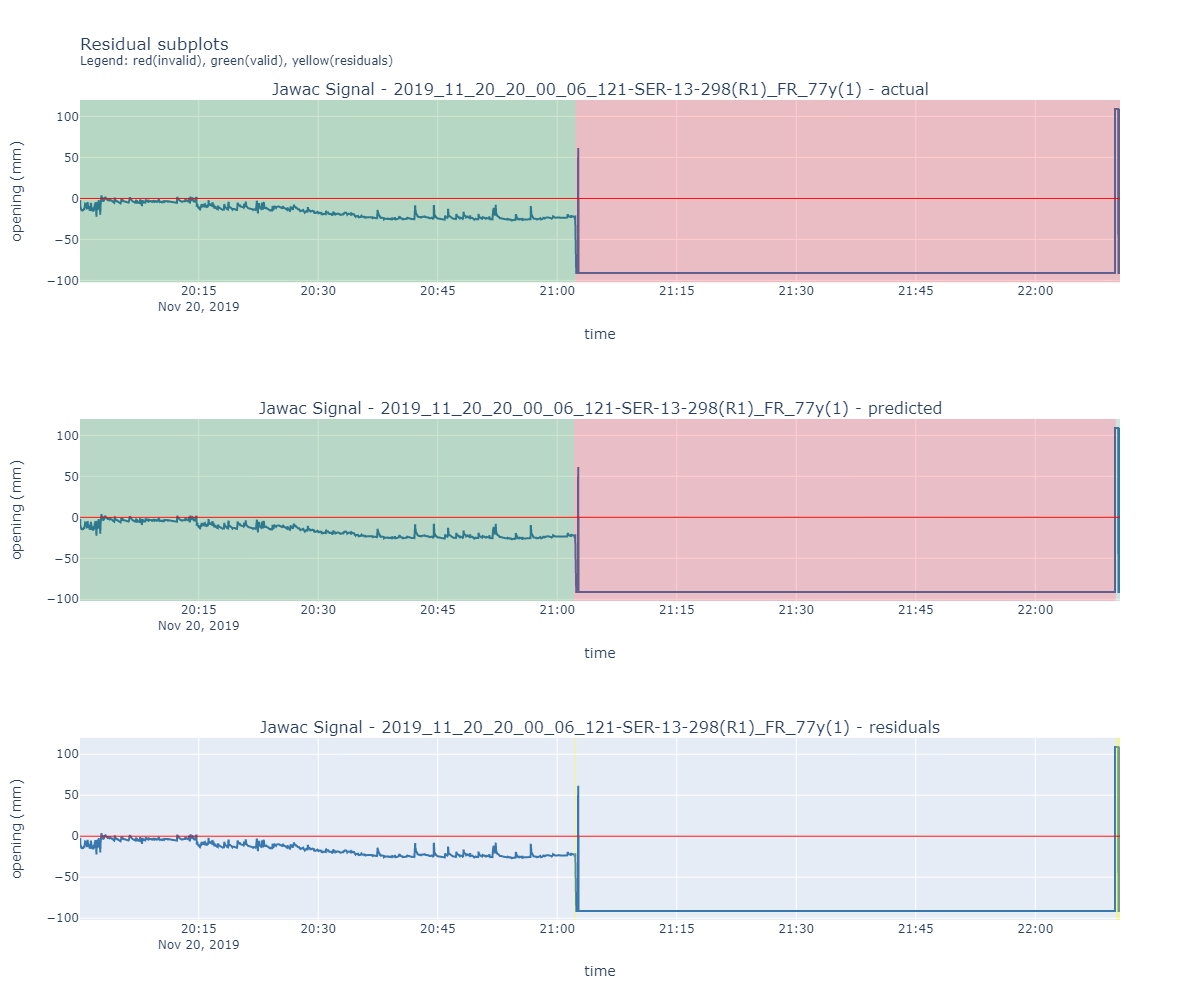 Residual subplots
Legend: red(invalid), green(valid), yellow(residuals)
Jawac Signal - 2019_11_20_20_00_06_121-SER-13-298(R1)_FR_77y(1) - actual
opening (mm)
100
50
0
−50
−100
20:15
Nov 20, 2019
20:30
20:45
21:00
21:15
21:30
21:45
22:00
time
Jawac Signal - 2019_11_20_20_00_06_121-SER-13-298(R1)_FR_77y(1) - predicted
opening (mm)
100
50
0
−50
−100
20:15
Nov 20, 2019
20:30
20:45
21:00
21:15
21:30
21:45
22:00
time
Jawac Signal - 2019_11_20_20_00_06_121-SER-13-298(R1)_FR_77y(1) - residuals
opening (mm)
100
50
0
−50
−100
20:15
Nov 20, 2019
20:30
20:45
21:00
21:15
21:30
21:45
22:00
time